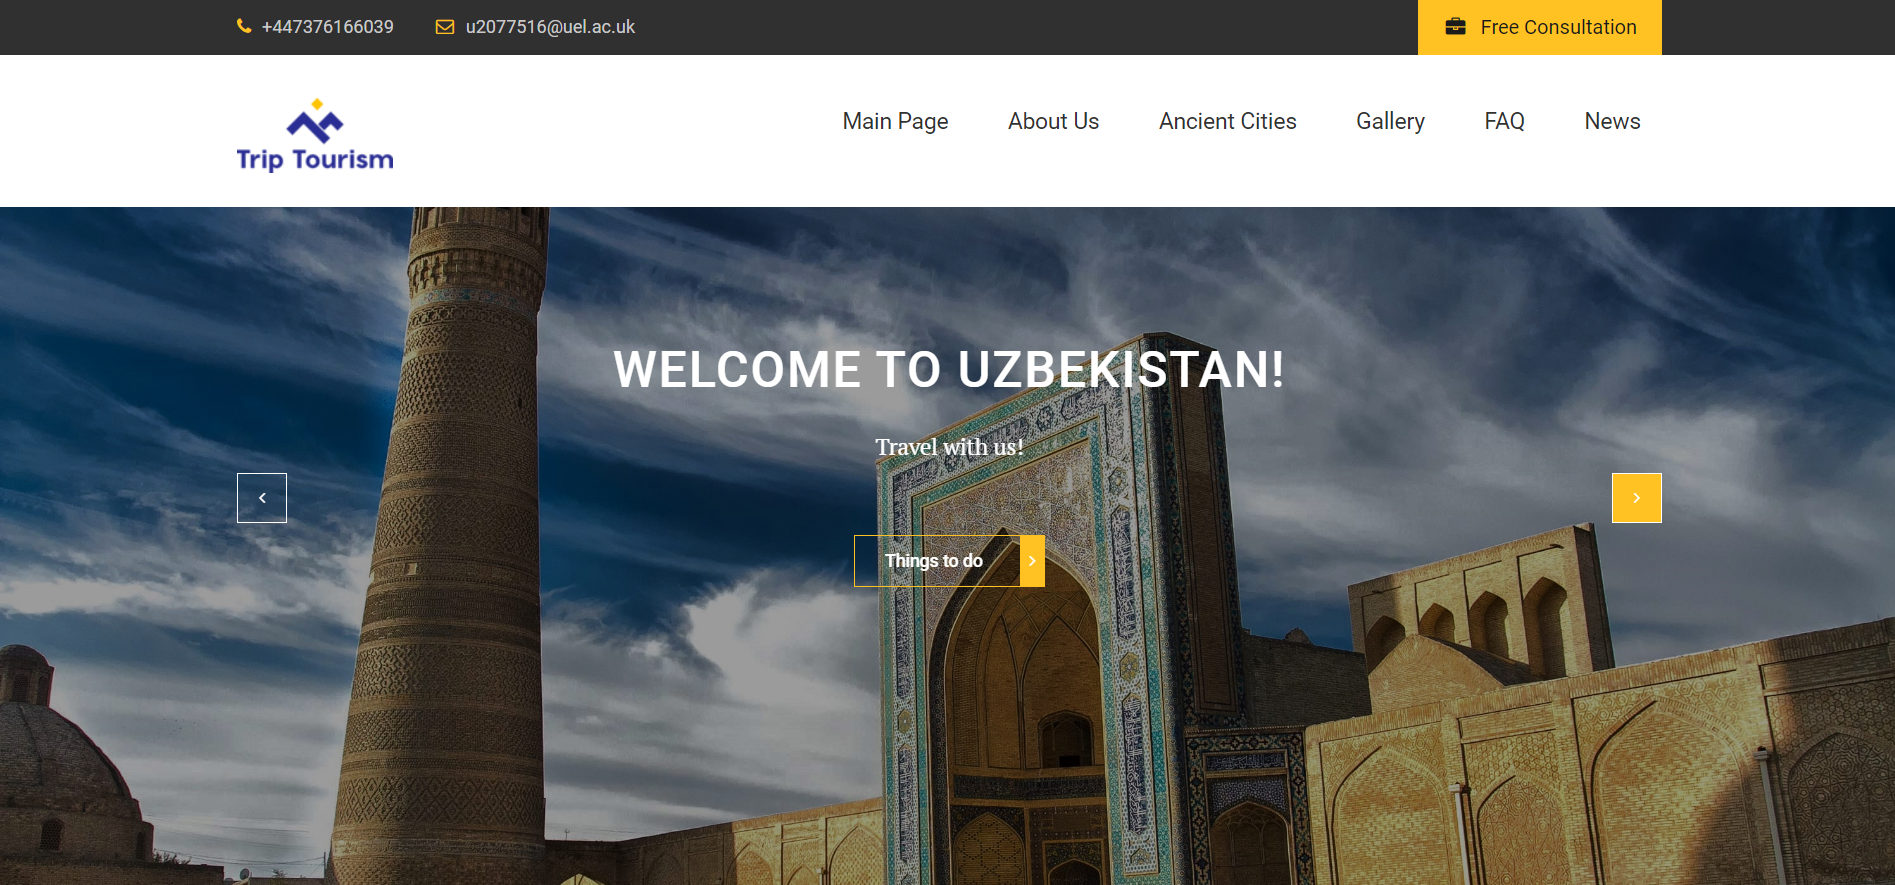 +447376166039
u2077516@uel.ac.uk
Free Consultation
Trip Tourism
Main Page
About Us
Ancient Cities
Gallery
FAQ
News
WELCOME TO UZBEKISTAN!
Travel with us!
Things to do